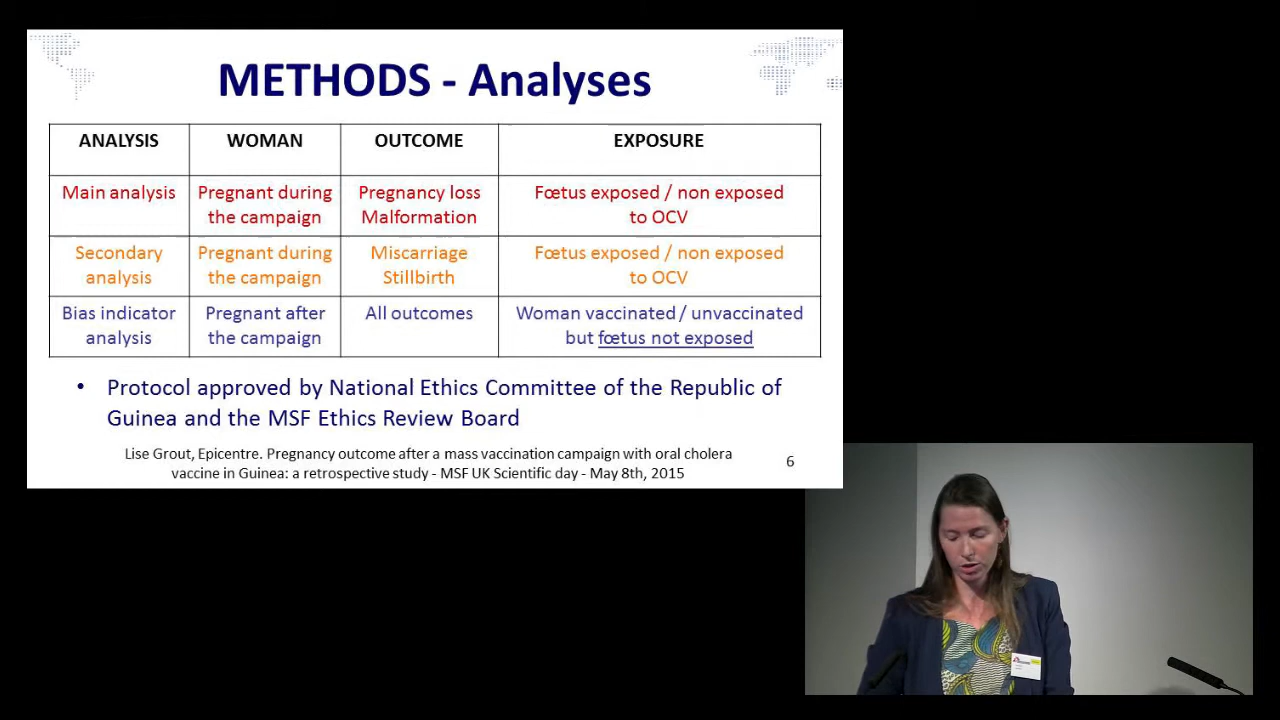 METHODS - Analyses
ANALYSIS WOMAN OUTCOME EXPOSURE
Main analysis Pregnant during the campaign Pregnancy loss Malformation Fœtus exposed / non exposed to OCV
Secondary analysis Pregnant during the campaign Miscarriage Stillbirth Fœtus exposed / non exposed to OCV
Bias indicator analysis Pregnant after the campaign All outcomes Woman vaccinated / unvaccinated but fœtus not exposed
• Protocol approved by National Ethics Committee of the Republic of
Guinea and the MSF Ethics Review Board
Lise Grout, Epicentre. Pregnancy outcome after a mass vaccination campaign with oral cholera
vaccine in Guinea: a retrospective study - MSF UK Scientific day - May 8th, 2015
6